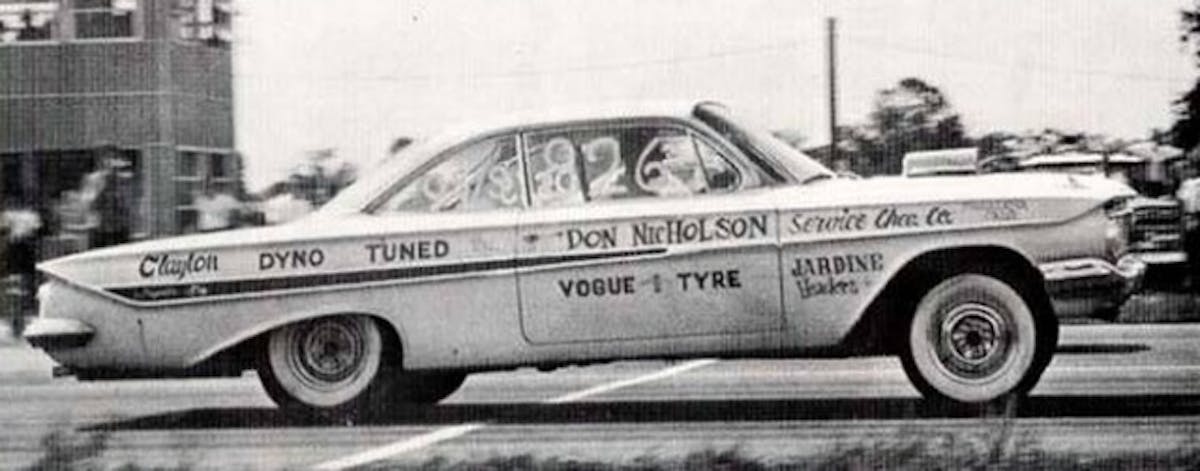 Clayton DYNO TUNED
DON NICHOLSON
VOGUE TYRE
Service Chev. Co.
JARDINE
Headers